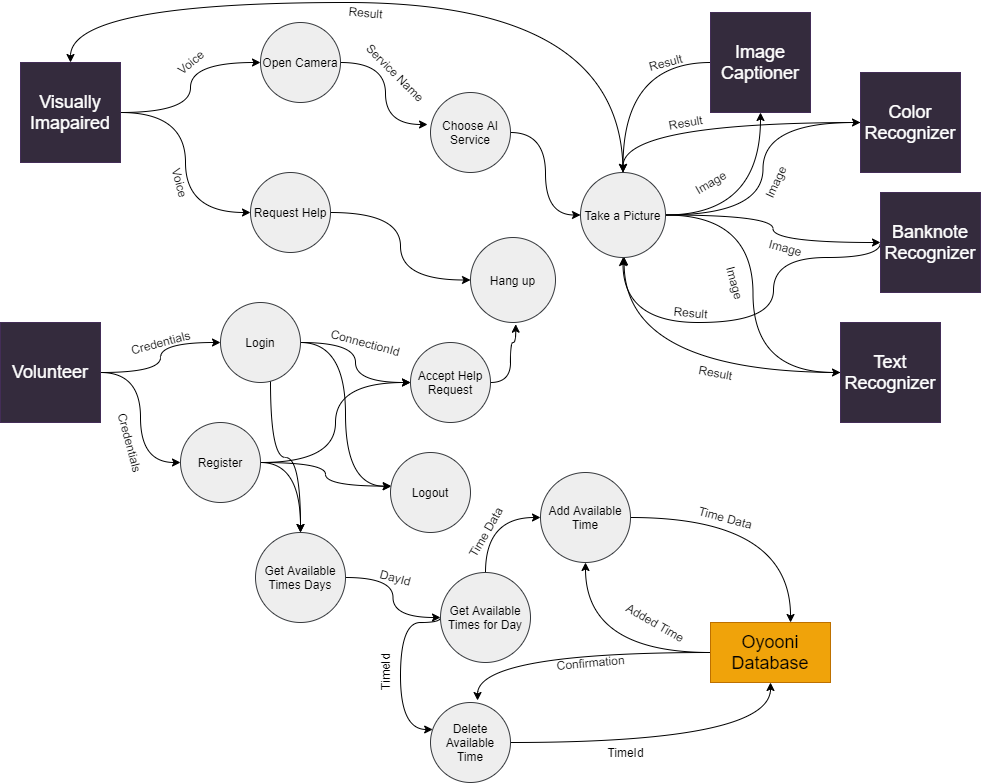 Result
Visually
Imapaired
Voice
Open Camera
Service Name
Choose AI
Service
Voice
Request Help
Hang up
Take a Picture
Result
Image
Captioner
Result
Color
Recognizer
Image
Image
Banknote
Recognizer
Image
Image
Result
Result
Text
Recognizer
Volunteer
Credentials
Login
ConnectionId
Accept Help
Request
Credentials
Register
Logout
Get Available
Times Days
DayId
Get Available
Times for Day
Time Data
Add Available
Time
Time Data
Oyooni
Database
Added Time
Confirmation
TimeId
Delete
Available
Time
TimeId